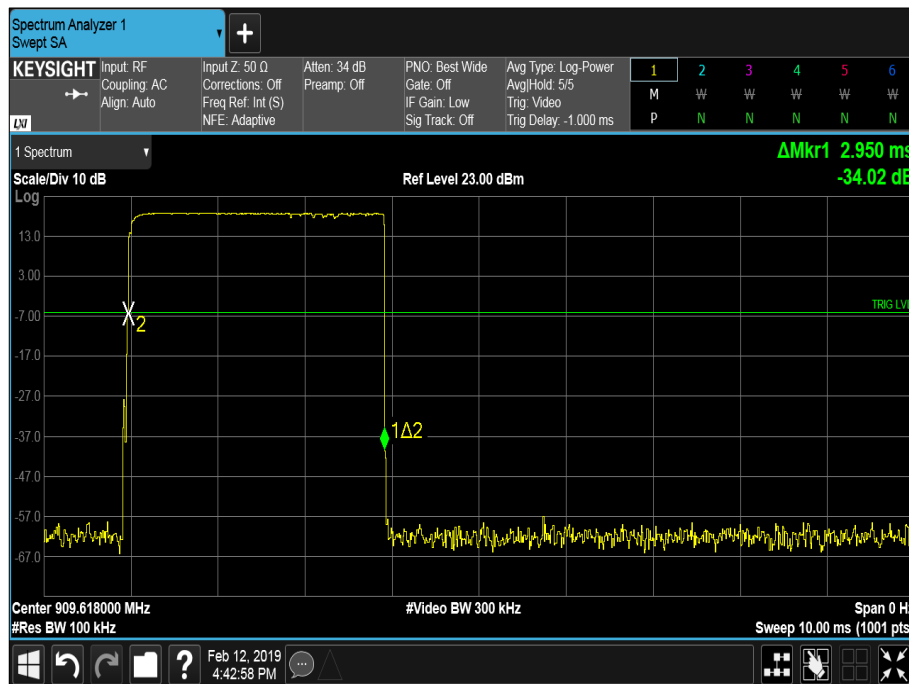 Spectrum Analyzer 1
Swept SA
+
KEYSIGHT
LXI
Input: RF
Coupling: AC
Align: Auto
Input Z: 50 Ω
Corrections: Off
Freq Ref: Int (S)
NFE: Adaptive
Atten: 34 dB
Preamp: Off
PNO: Best Wide
Gate: Off
IF Gain: Low
Sig Track: Off
Avg Type: Log-Power
Avg|Hold: 5/5
Trig: Video
Trig Delay: -1.000 ms
1 2 3 4 5 6
M W W W W W
P N N N N N
1 Spectrum
ΔMkr1 2.950 ms
-34.02 dB
Scale/Div 10 dB
Ref Level 23.00 dBm
Log
13.0
3.00
TRIG LVL
-7.00
2
-17.0
-27.0
-37.0
1Δ2
-47.0
-57.0
-67.0
Center 909.618000 MHz
#Video BW 300 kHz
Span 0 Hz
#Res BW 100 kHz
Sweep 10.00 ms (1001 pts
?
Feb 12, 2019
4:42:58 PM